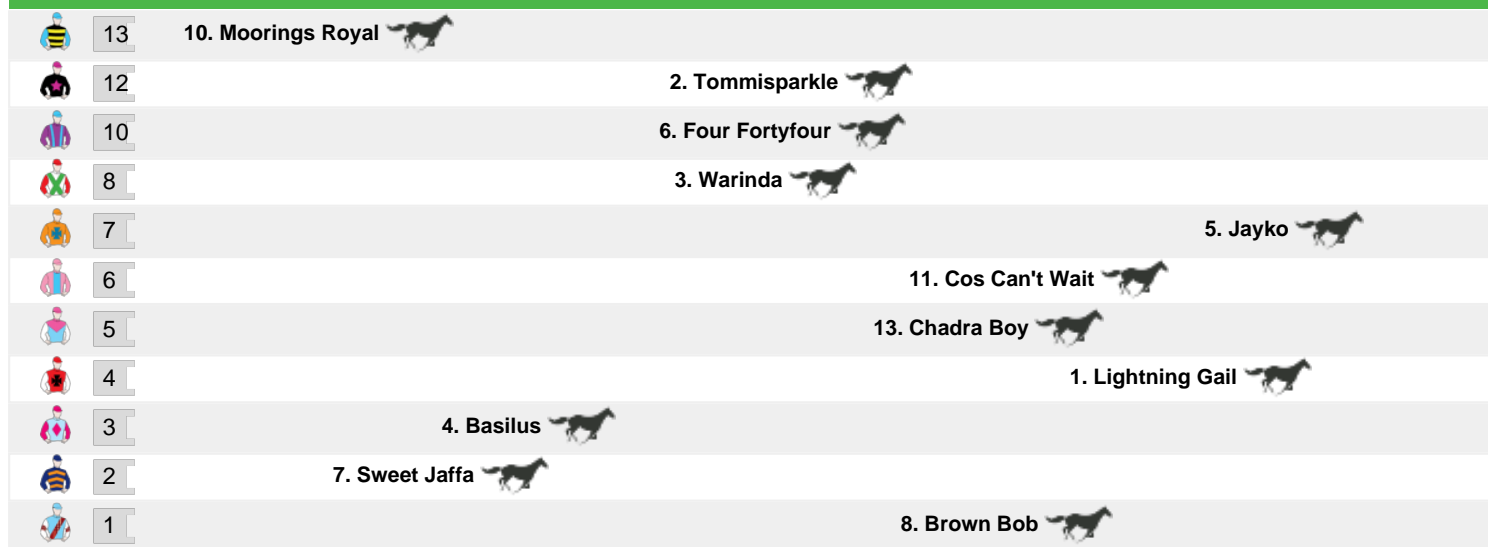 13 10. Moorings Royal
12 2. Tommisparkle
10 6. Four Fortyfour
8 3. Warinda
7 5. Jayko
6 11. Cos Can't Wait
5 13. Chadra Boy
4 1. Lightning Gail
3 4. Basilus
2 7. Sweet Jaffa
1 8. Brown Bob